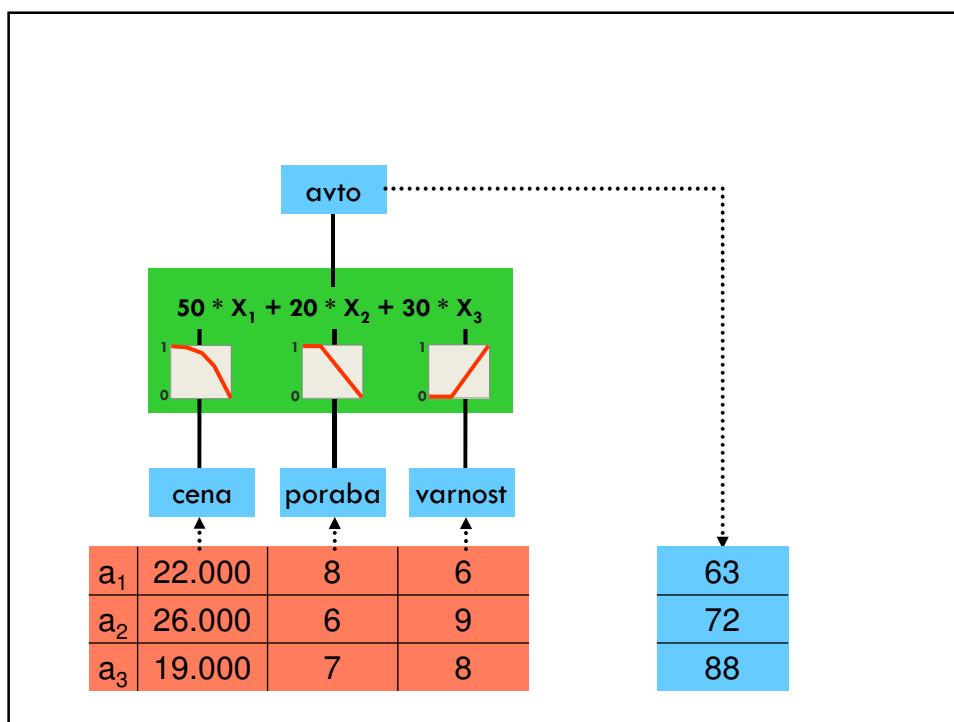 avto
50 * X₁ + 20 * X₂ + 30 * X₃
1 1 1
0 0 0
cena poraba varnost
a₁ 22.000 8 6 63
a₂ 26.000 6 9 72
a₃ 19.000 7 8 88